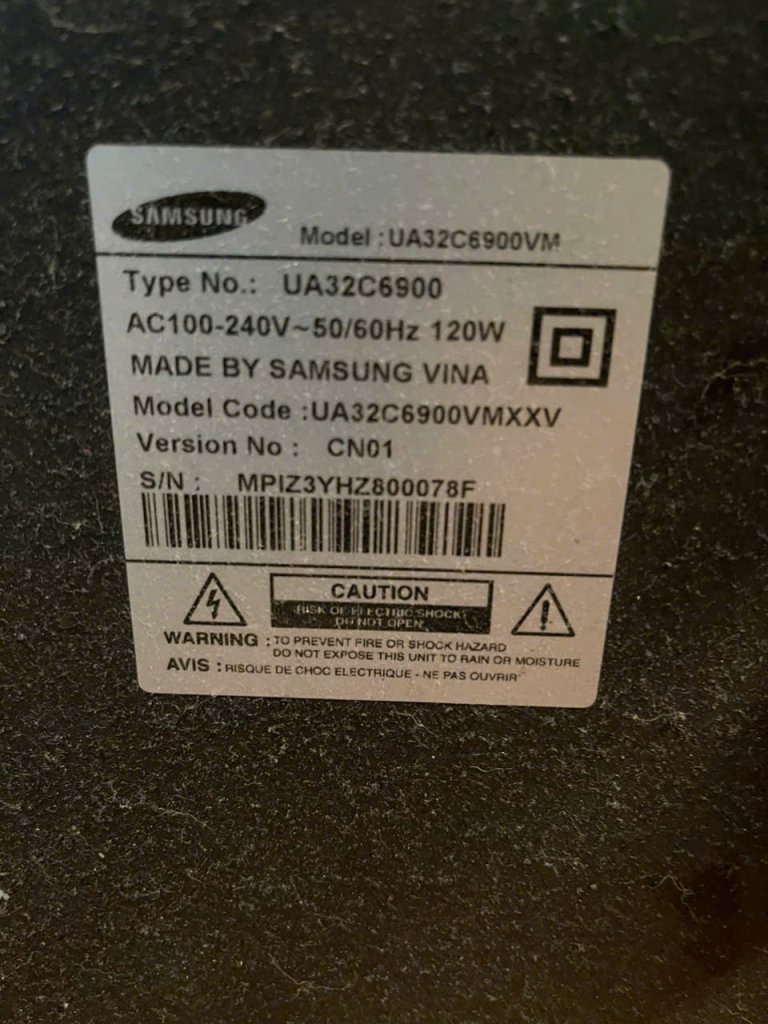 SAMSUNG
Model : UA32C6900VM
Type No.: UA32C6900
AC100-240V~50/60Hz 120W
MADE BY SAMSUNG VINA
Model Code :UA32C6900VMXXV
Version No : CN01
S/N : MPIZ3YHZ800078F
CAUTION
RISK OF ELECTRIC SHOCK
DO NOT OPEN
WARNING : TO PREVENT FIRE OR SHOCK HAZARD
DO NOT EXPOSE THIS UNIT TO RAIN OR MOISTURE
AVIS : RISQUE DE CHOC ELECTRIQUE - NE PAS OUVRIR